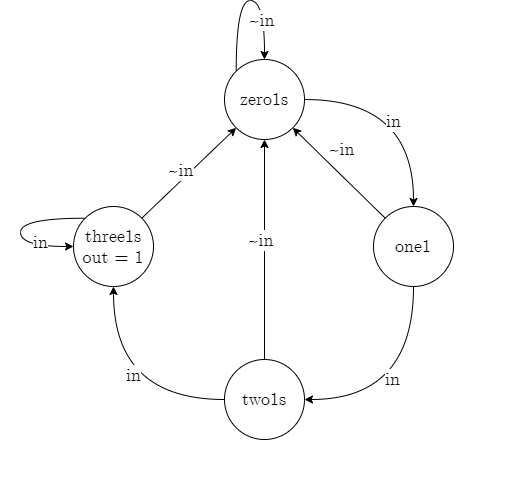 ~in
zero1s
in
~in
~in
three1s
out = 1
in
~in
one1
in
in
two1s